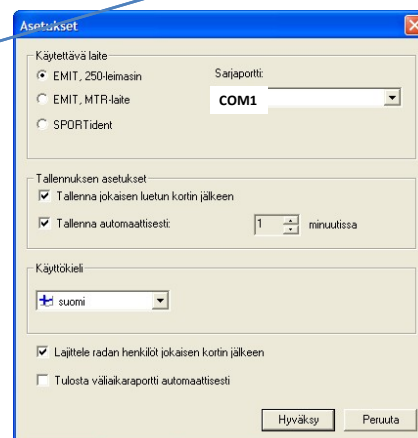 Asetukset
Käytettävä laite
EMIT, 250-leimasin
Sarjaportti:
EMIT, MTR-laite
COM1
SPORTident
Tallennuksen asetukset
Tallenna jokaisen luetun kortin jälkeen
Tallenna automaattisesti: 1 minuutissa
Käyttökieli
suomi
Lajittele radan henkilöt jokaisen kortin jälkeen
Tulosta väliaikaraportti automaattisesti
Hyväksy Peruuta